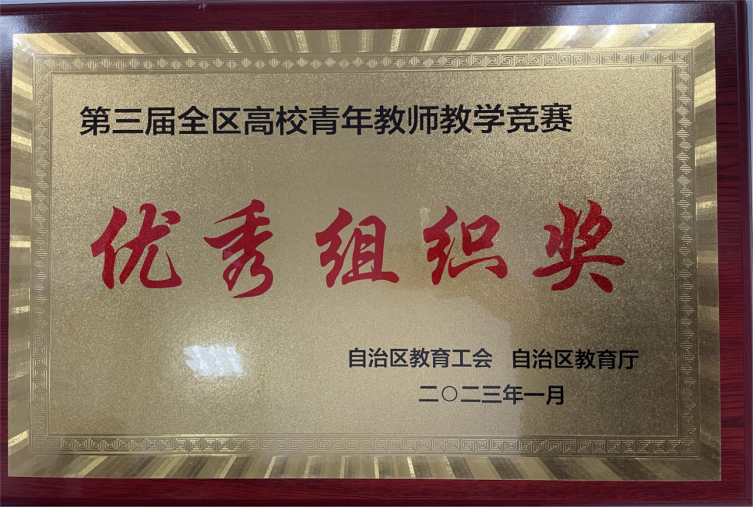 第三届全区高校青年教师教学竞赛
优秀组织奖
自治区教育工会 自治区教育厅
二〇二三年一月